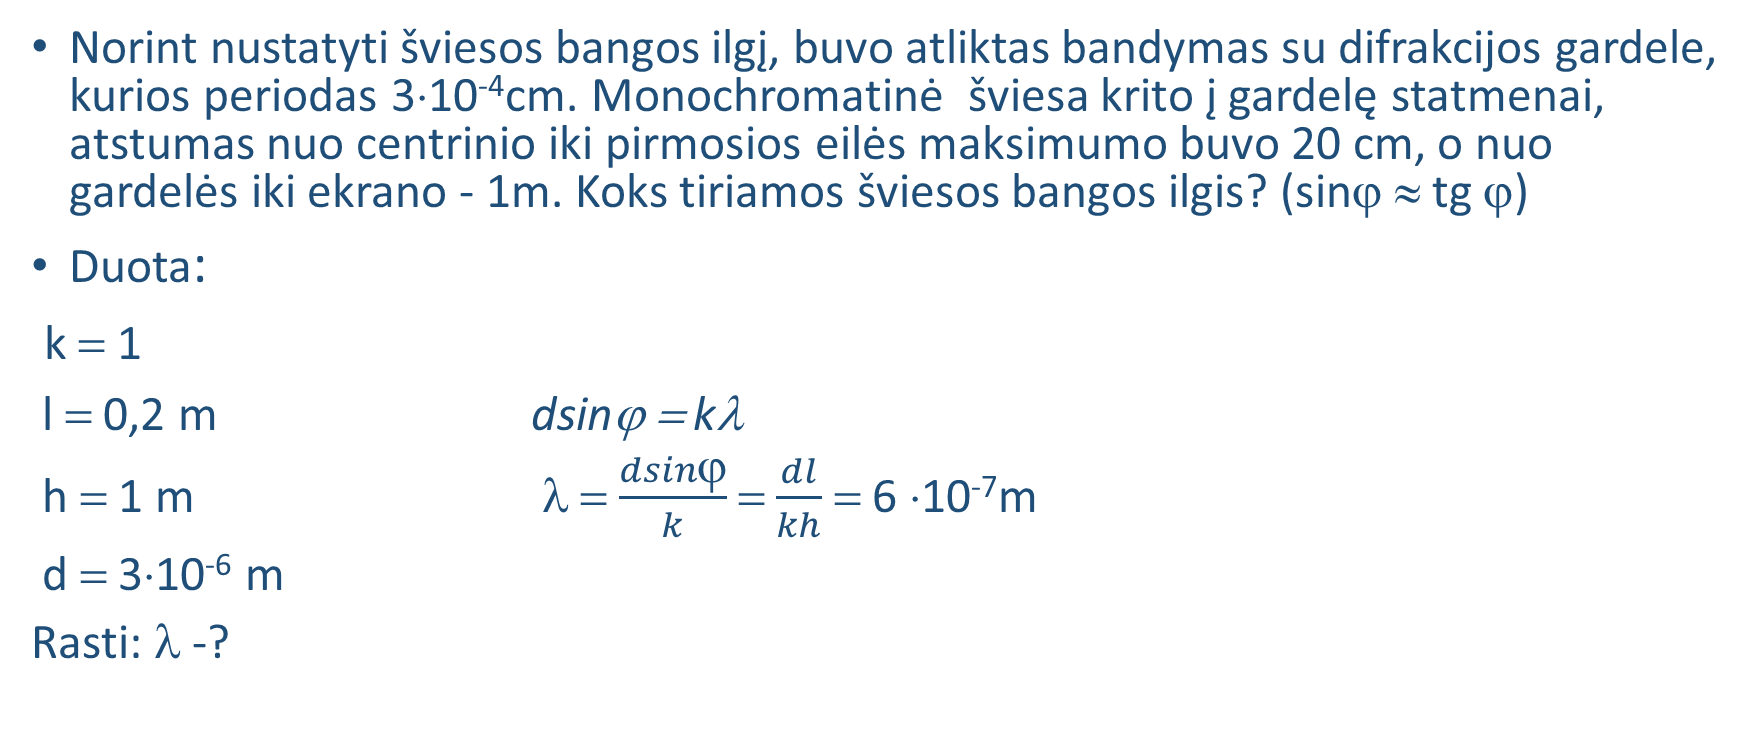 • Norint nustatyti šviesos bangos ilgį, buvo atliktas bandymas su difrakcijos gardele,
kurios periodas 3·10⁻⁴cm. Monochromatinė šviesa krito į gardelę statmenai,
atstumas nuo centrinio iki pirmosios eilės maksimumo buvo 20 cm, o nuo
gardelės iki ekrano - 1m. Koks tiriamos šviesos bangos ilgis? (sinφ ≈ tg φ)
• Duota:
k = 1
l = 0,2 m dsinφ = kλ
h = 1 m λ = dsinφ/k = dl/kh = 6 ·10⁻⁷m
d = 3·10⁻⁶ m
Rasti: λ -?